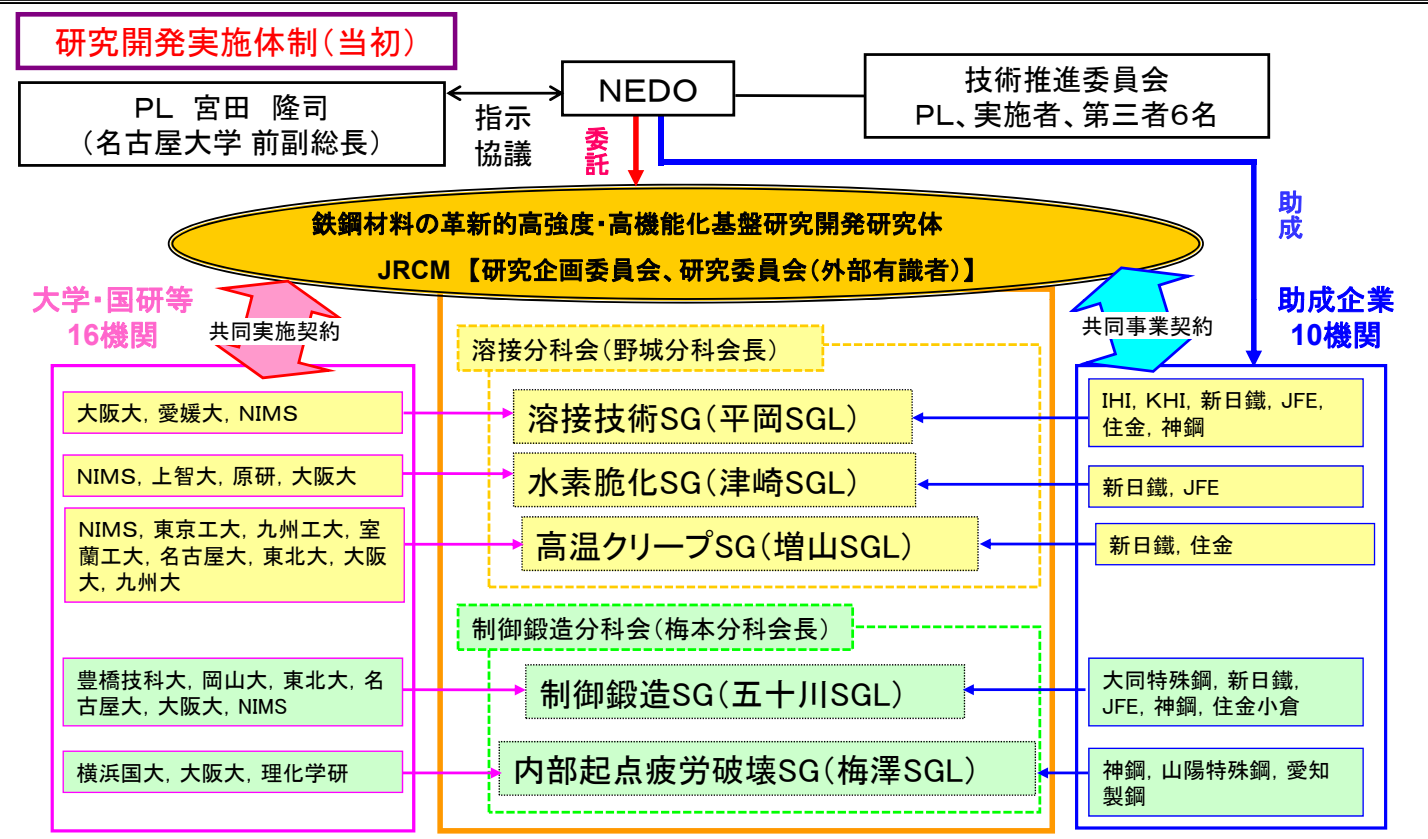 研究開発実施体制（当初）
PL 宮田 隆司
（名古屋大学 前副総長）
指示
協議
NEDO
技術推進委員会
PL、実施者、第三者6名
委託
助成
鉄鋼材料の革新的高強度・高機能化基盤研究開発研究体
JRCM 【研究企画委員会、研究委員会（外部有識者）】
大学・国研等
16機関
共同実施契約
共同事業契約
助成企業
10機関
溶接分科会（野城分科会長）
大阪大, 愛媛大, NIMS
溶接技術SG（平岡SGL）
IHI, KHI, 新日鐵, JFE,
住金, 神鋼
NIMS, 上智大, 原研, 大阪大
水素脆化SG（津崎SGL）
新日鐵, JFE
NIMS, 東京工大, 九州工大, 室
蘭工大, 名古屋大, 東北大, 大阪
大, 九州大
高温クリープSG（増山SGL）
新日鐵, 住金
制御鍛造分科会（梅本分科会長）
豊橋技科大, 岡山大, 東北大, 名
古屋大, 大阪大, NIMS
制御鍛造SG（五十川SGL）
大同特殊鋼, 新日鐵,
JFE, 神鋼, 住金小倉
横浜国大, 大阪大, 理化学研
内部起点疲労破壊SG（梅澤SGL）
神鋼, 山陽特殊鋼, 愛知
製鋼